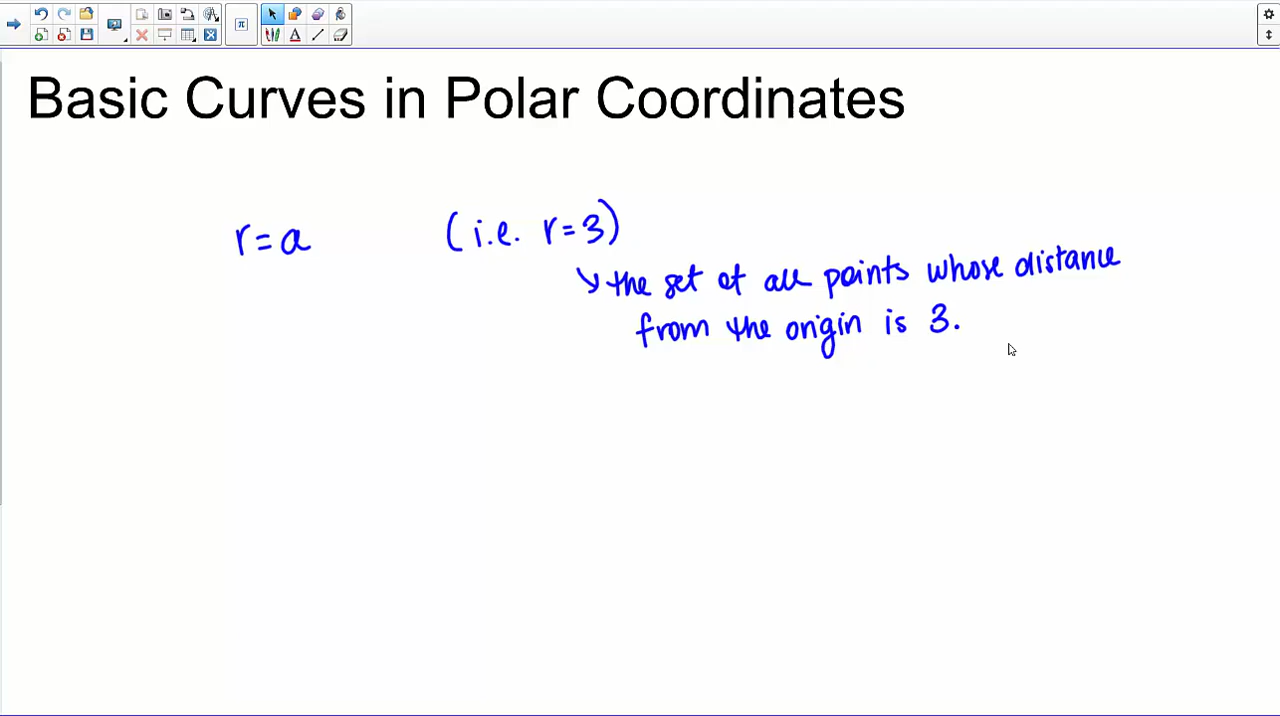 Basic Curves in Polar Coordinates
r=a (i.e. r=3)
↘ the set of all points whose distance
from the origin is 3.